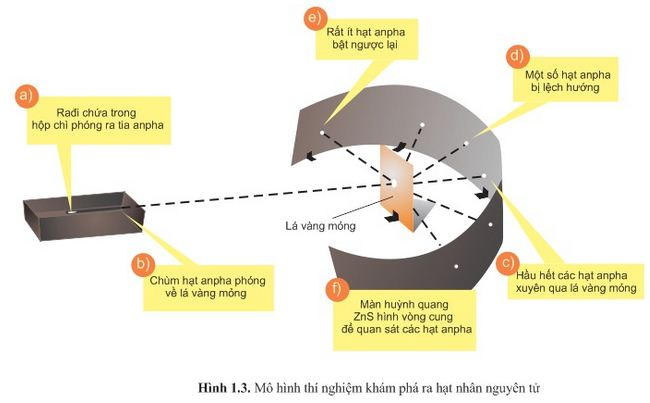 a)
Rađi chứa trong
hộp chì phóng ra tia anpha
b)
Chùm hạt anpha phóng
về lá vàng mỏng
c)
Hầu hết các hạt anpha
xuyên qua lá vàng móng
d)
Một số hạt anpha
bị lệch hướng
e)
Rất ít hạt anpha
bật ngược lại
f)
Màn huỳnh quang
ZnS hình vòng cung
để quan sát các hạt anpha
Lá vàng móng
Hình 1.3. Mô hình thí nghiệm khám phá ra hạt nhân nguyên tử